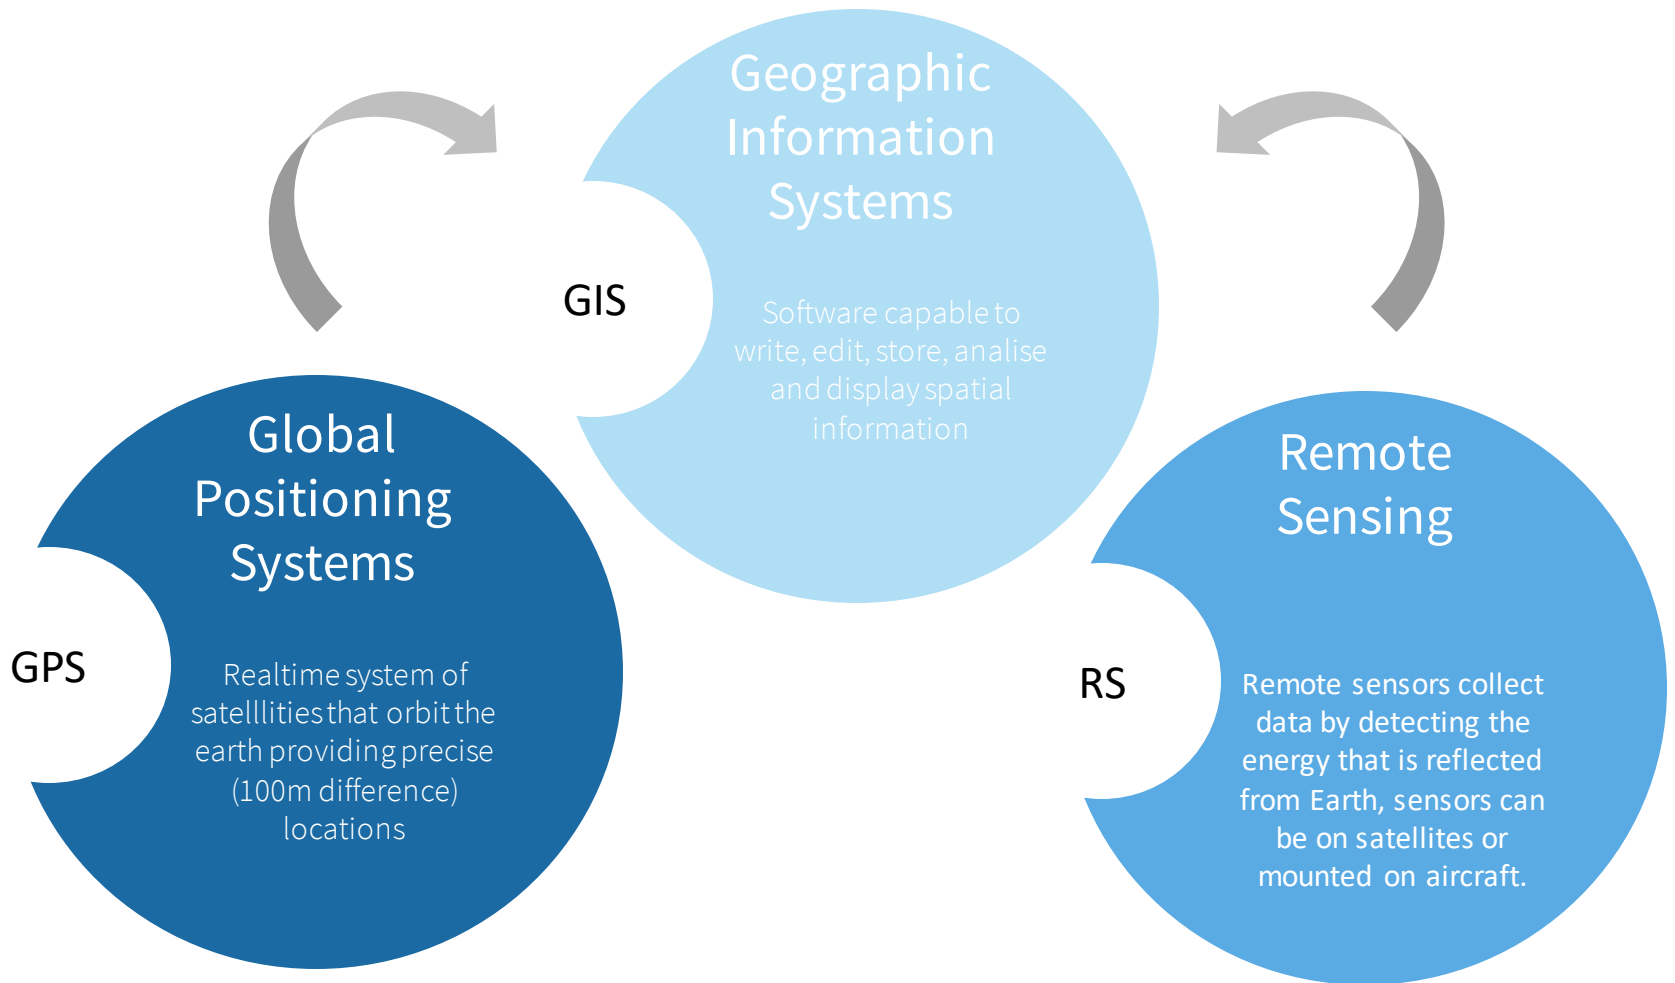 Geographic
Information
Systems
GIS
Software capable to
write, edit, store, analise
and display spatial
information
Global
Positioning
Systems
GPS
Realtime system of
satelllities that orbit the
earth providing precise
(100m difference)
locations
Remote
Sensing
RS
Remote sensors collect
data by detecting the
energy that is reflected
from Earth, sensors can
be on satellites or
mounted on aircraft.